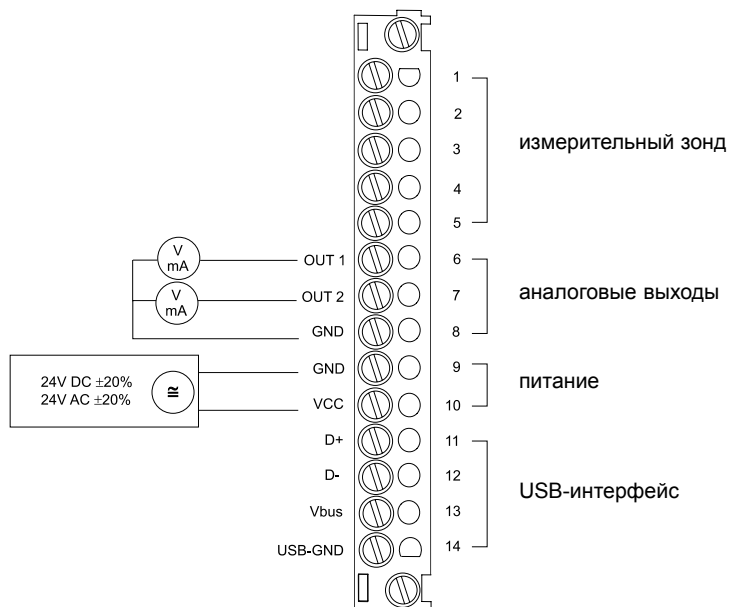 1
2
3
4
5
измерительный зонд
V
mA
OUT 1
6
V
mA
OUT 2
7
аналоговые выходы
GND
8
GND
9
24V DC ±20%
24V AC ±20%
≅
питание
VCC
10
D+
11
D-
12
USB-интерфейс
Vbus
13
USB-GND
14